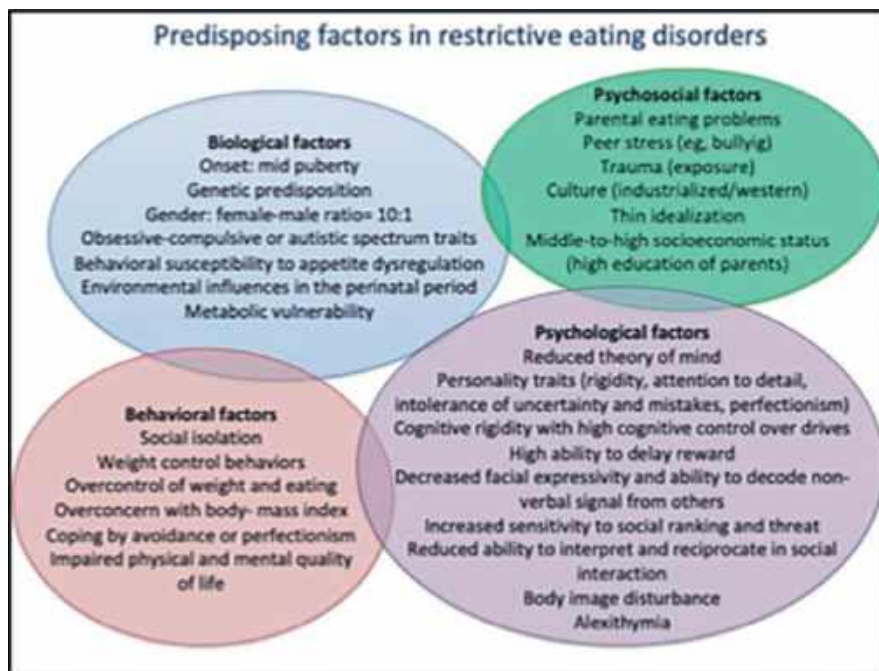 Predisposing factors in restrictive eating disorders
Biological factors
Onset: mid puberty
Genetic predisposition
Gender: female-male ratio= 10:1
Obsessive-compulsive or autistic spectrum traits
Behavioral susceptibility to appetite dysregulation
Environmental influences in the perinatal period
Metabolic vulnerability
Psychosocial factors
Parental eating problems
Peer stress (eg, bullyig)
Trauma (exposure)
Culture (industrialized/western)
Thin idealization
Middle-to-high socioeconomic status
(high education of parents)
Behavioral factors
Social isolation
Weight control behaviors
Overcontrol of weight and eating
Overconcern with body- mass index
Coping by avoidance or perfectionism
Impaired physical and mental quality
of life
Psychological factors
Reduced theory of mind
Personality traits (rigidity, attention to detail,
intolerance of uncertainty and mistakes, perfectionism)
Cognitive rigidity with high cognitive control over drives
High ability to delay reward
Decreased facial expressivity and ability to decode non-
verbal signal from others
Increased sensitivity to social ranking and threat
Reduced ability to interpret and reciprocate in social
interaction
Body image disturbance
Alexithymia